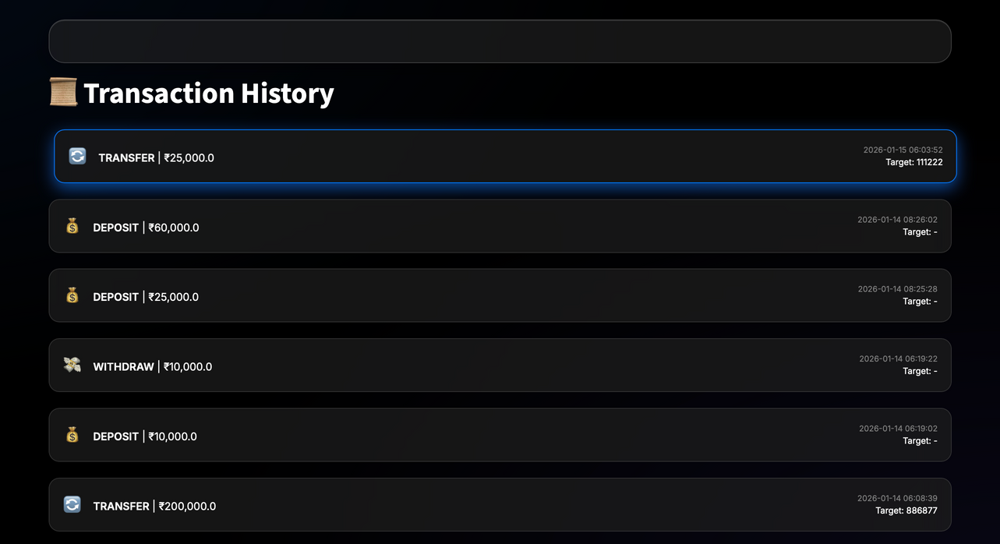 Transaction History
TRANSFER | ₹25,000.0
2026-01-15 06:03:52
Target: 111222
DEPOSIT | ₹60,000.0
2026-01-14 08:26:02
Target: -
DEPOSIT | ₹25,000.0
2026-01-14 08:25:28
Target: -
WITHDRAW | ₹10,000.0
2026-01-14 06:19:22
Target: -
DEPOSIT | ₹10,000.0
2026-01-14 06:19:02
Target: -
TRANSFER | ₹200,000.0
2026-01-14 06:08:39
Target: 886877